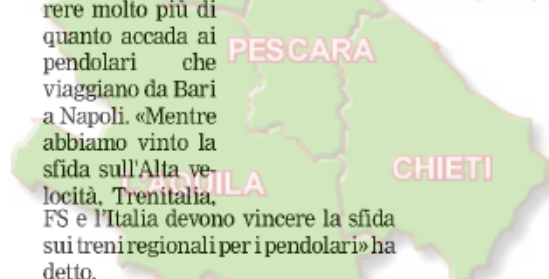 rere molto più di
quanto accada ai
pendolari che
viaggiano da Bari
a Napoli. «Mentre
abbiamo vinto la
sfida sull'Alta ve-
locità, Trenitalia,
FS e l'Italia devono vincere la sfida
sui treni regionali per i pendolari» ha
detto.
PESCARA
L'AQUILA
CHIETI